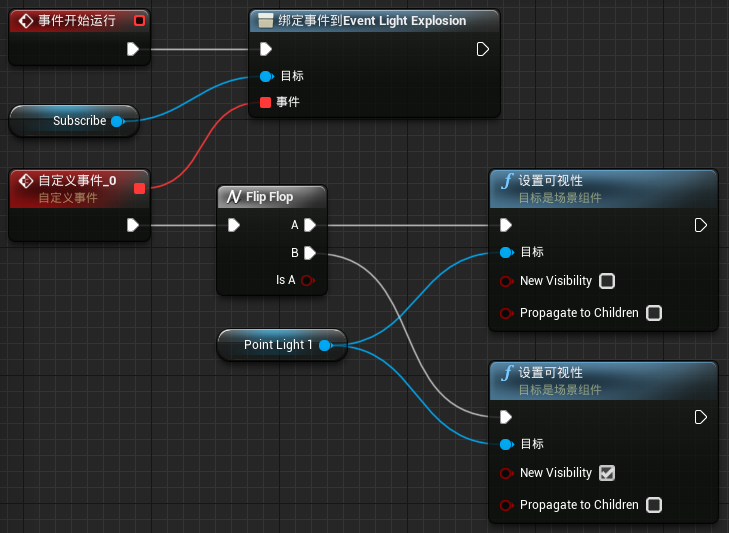 事件开始运行
绑定事件到Event Light Explosion
目标
事件
Subscribe
自定义事件_0
自定义事件
Flip Flop
A
B
Is A
Point Light 1
设置可视性
目标是场景组件
目标
New Visibility
Propagate to Children
设置可视性
目标是场景组件
目标
New Visibility
Propagate to Children